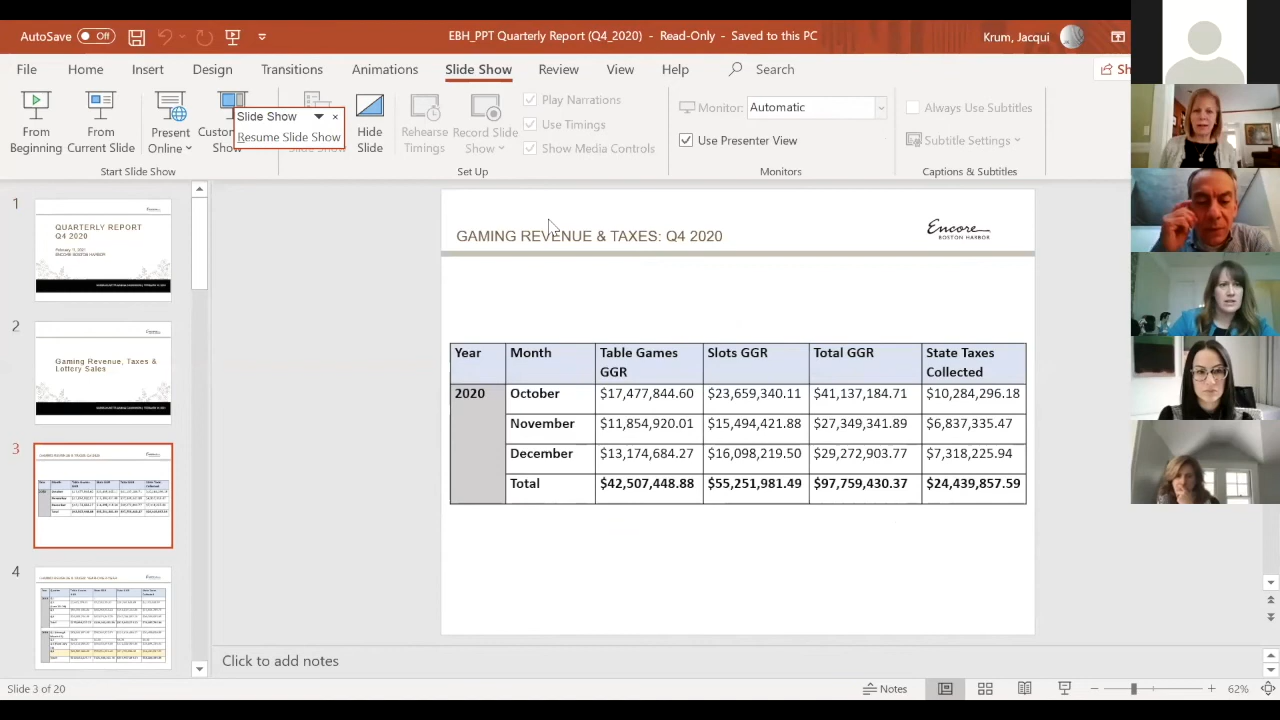 AutoSave Off
EBH_PPT Quarterly Report (Q4_2020) - Read-Only - Saved to this PC
Krum, Jacqui
File Home Insert Design Transitions Animations Slide Show Review View Help Search Sh
From Beginning
From Current Slide
Present Online
Custom Show
Slide Show
Resume Slide Show
Hide Slide
Rehearse Timings
Record Slide Show
Play Narrations
Use Timings
Show Media Controls
Monitor: Automatic
Use Presenter View
Always Use Subtitles
Subtitle Settings
Start Slide Show
Set Up
Monitors
Captions & Subtitles
1
QUARTERLY REPORT
Q4 2020
ENCORE BOSTON HARBOR
2
Gaming Revenue, Taxes &
Lottery Sales
3
4
GAMING REVENUE & TAXES: Q4 2020
Encore
BOSTON HARBOR
Year Month Table Games GGR Slots GGR Total GGR State Taxes Collected
2020 October $17,477,844.60 $23,659,340.11 $41,137,184.71 $10,284,296.18
November $11,854,920.01 $15,494,421.88 $27,349,341.89 $6,837,335.47
December $13,174,684.27 $16,098,219.50 $29,272,903.77 $7,318,225.94
Total $42,507,448.88 $55,251,981.49 $97,759,430.37 $24,439,857.59
Click to add notes
Slide 3 of 20
Notes
62%